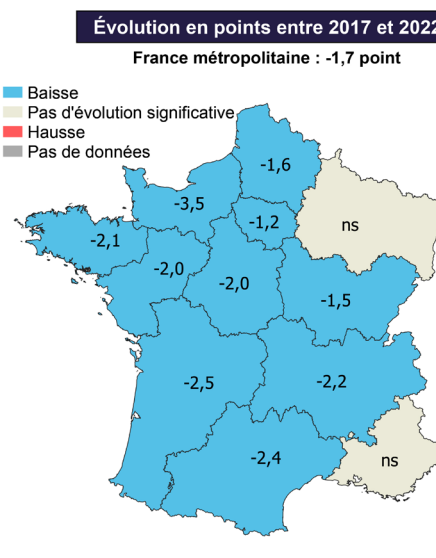 Évolution en points entre 2017 et 2022
France métropolitaine : -1,7 point
Baisse
Pas d'évolution significative
Hausse
Pas de données
-1,6
-3,5
-1,2
ns
-2,1
-2,0
-2,0
-1,5
-2,5
-2,2
-2,4
ns